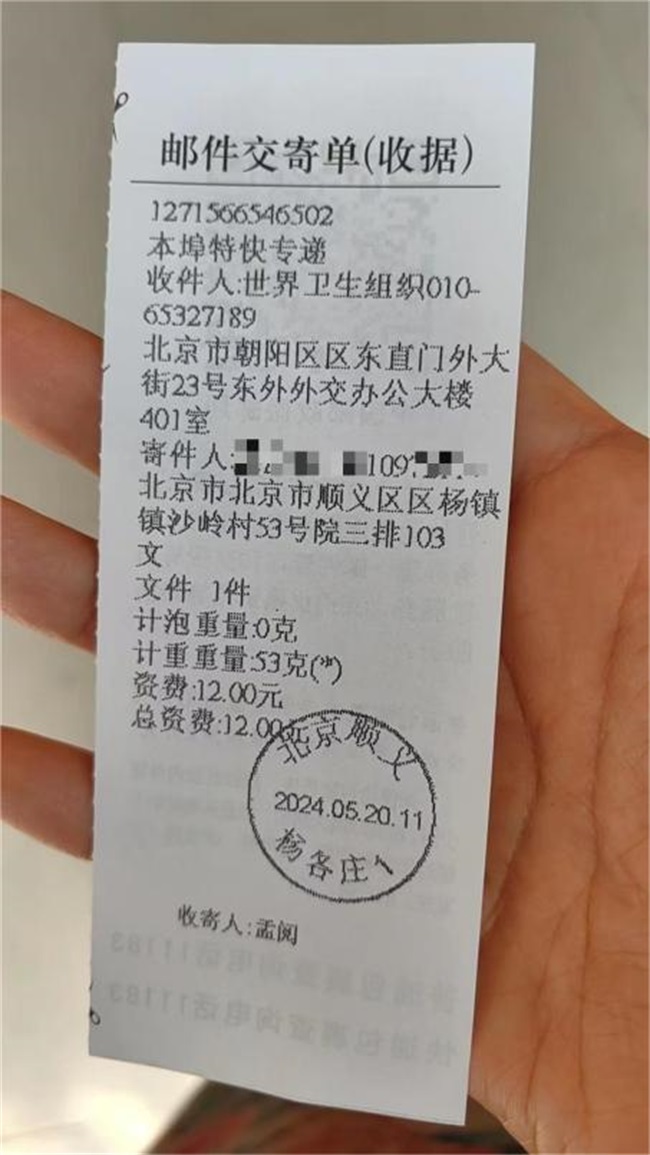 邮件交寄单(收据)
1271566546502
本埠特快专递
收件人:世界卫生组织010-
65327189
北京市朝阳区区东直门外大
街23号东外外交办公大楼
401室
寄件人:
北京市北京市顺义区区杨镇
镇沙岭村53号院三排103
文
文件 1件
计泡重量:0克
计重重量:53克(*)
资费:12.00元
总资费:12.00元
北京顺义
2024.05.20.11
杨各庄1
收寄人:孟阅